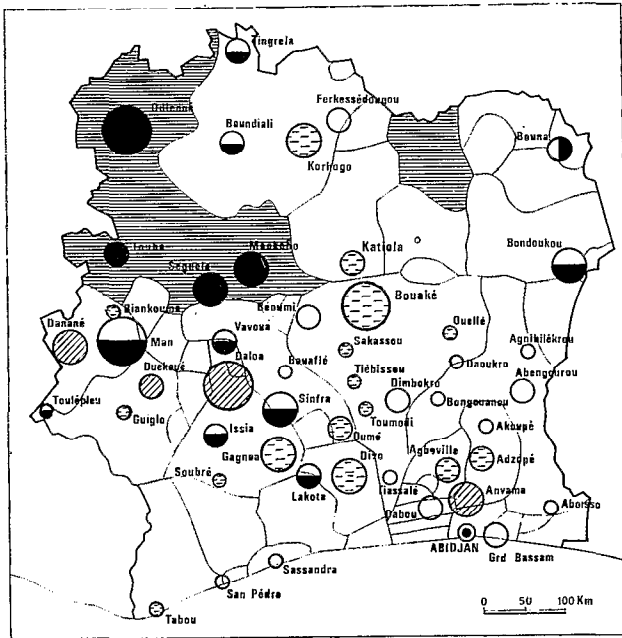 Tingrela
Odienné
Ferkessédougou
Boundiali
Bouna
Korhogo
Touba
Mankono
Katiola
Bondoukou
Séguéla
Bouaké
Biankouma
Béoumi
Ouellé
Danané
Man
Vavoua
Sakassou
Agnibilékrou
Daloa
Bouaflé
Daoukro
Abengourou
Duékoué
Tiébissou
Dimbokro
Toulépleu
Sinfra
Bongouanou
Guiglo
Toumodi
Akoupé
Issia
Oumé
Gagnoa
Divo
Agboville
Adzopé
Soubré
Lakota
Tiassalé
Anyama
Dabou
Aboisso
ABIDJAN
Grd Bassam
Sassandra
San Pédro
Tabou
0 50 100 Km